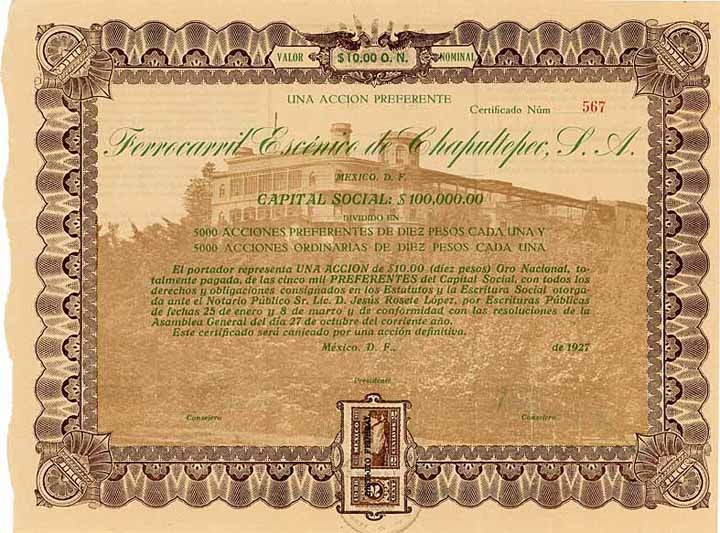 VALOR $10.00 O. N. NOMINAL
UNA ACCION PREFERENTE
Certificado Núm 567
Ferrocarril Escénico de Chapultepec, S. A.
MEXICO, D. F.
CAPITAL SOCIAL: $100,000.00
DIVIDIDO EN
5000 ACCIONES PREFERENTES DE DIEZ PESOS CADA UNA Y
5000 ACCIONES ORDINARIAS DE DIEZ PESOS CADA UNA
El portador representa UNA ACCION de $10.00 (diez pesos) Oro Nacional, to-
talmente pagada, de las cinco mil PREFERENTES del Capital Social, con todos los
derechos y obligaciones consignados en los Estatutos y la Escritura Social otorga-
da ante el Notario Público Sr. Lic. D. Jesús Rosete López, por Escrituras Públicas
de fechas 25 de enero y 8 de marzo y de conformidad con las resoluciones de la
Asamblea General del día 27 de octubre del corriente año.
Este certificado será canjeado por una acción definitiva.
México, D. F., de 1927
Presidente
Consejero Consejero
MEXICO